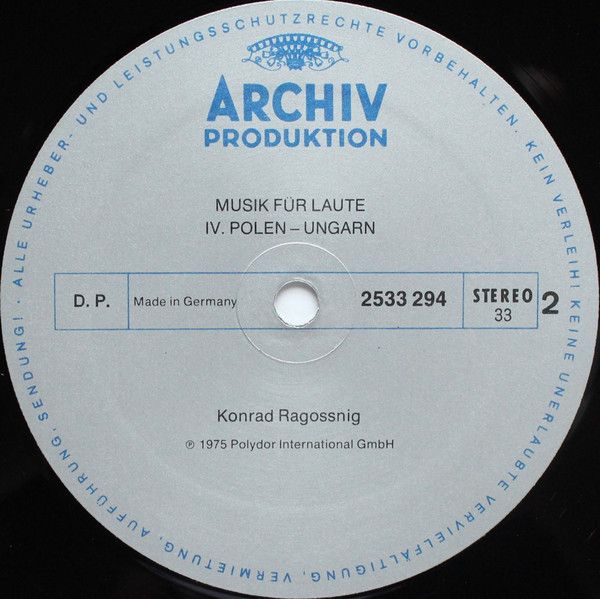 ARCHIV
PRODUKTION
MUSIK FÜR LAUTE
IV. POLEN – UNGARN
D. P.
Made in Germany
2533 294
STEREO
33
2
Konrad Ragossnig
℗ 1975 Polydor International GmbH
· ALLE URHEBER- UND LEISTUNGSSCHUTZRECHTE VORBEHALTEN. KEIN VERLEIH! KEINE UNERLAUBTE VERVIELFÄLTIGUNG, VERMIETUNG, AUFFÜHRUNG, SENDUNG!